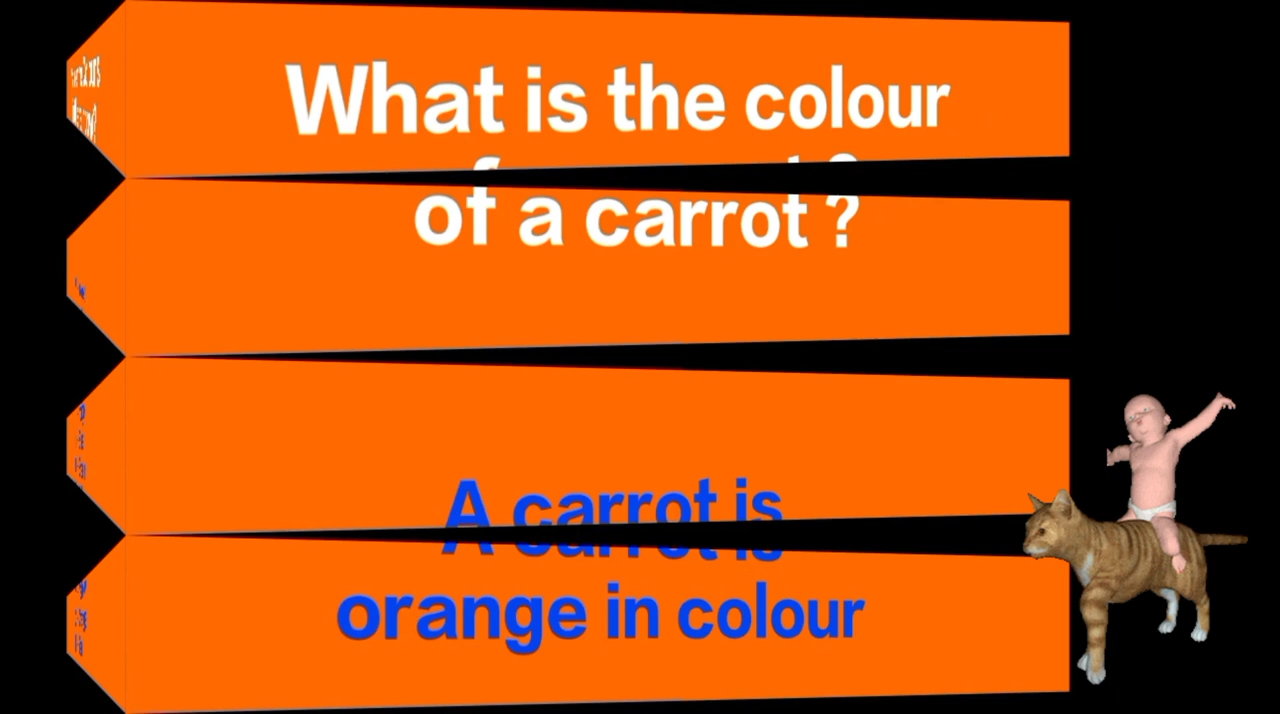 What is the colour
of a carrot ?
A carrot is
orange in colour